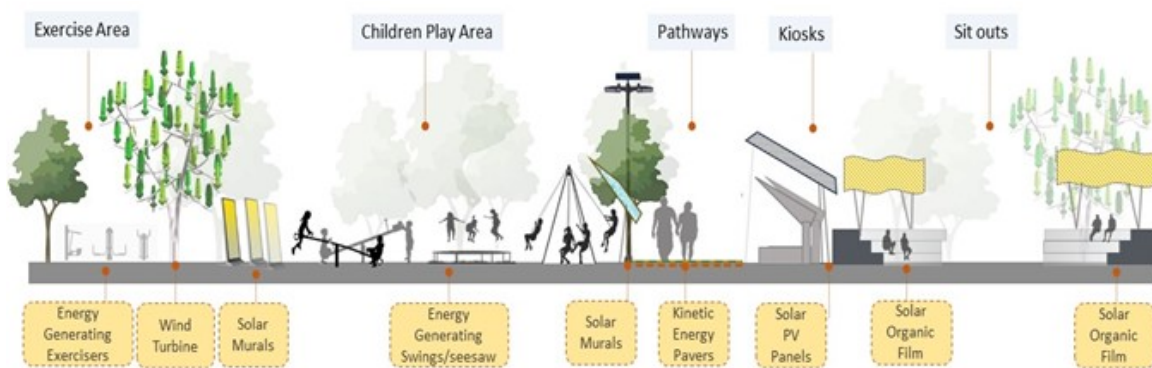 Exercise Area
Children Play Area
Pathways
Kiosks
Sit outs
Energy
Generating
Exercisers
Wind
Turbine
Solar
Murals
Energy
Generating
Swings/seesaw
Solar
Murals
Kinetic
Energy
Pavers
Solar
PV
Panels
Solar
Organic
Film
Solar
Organic
Film